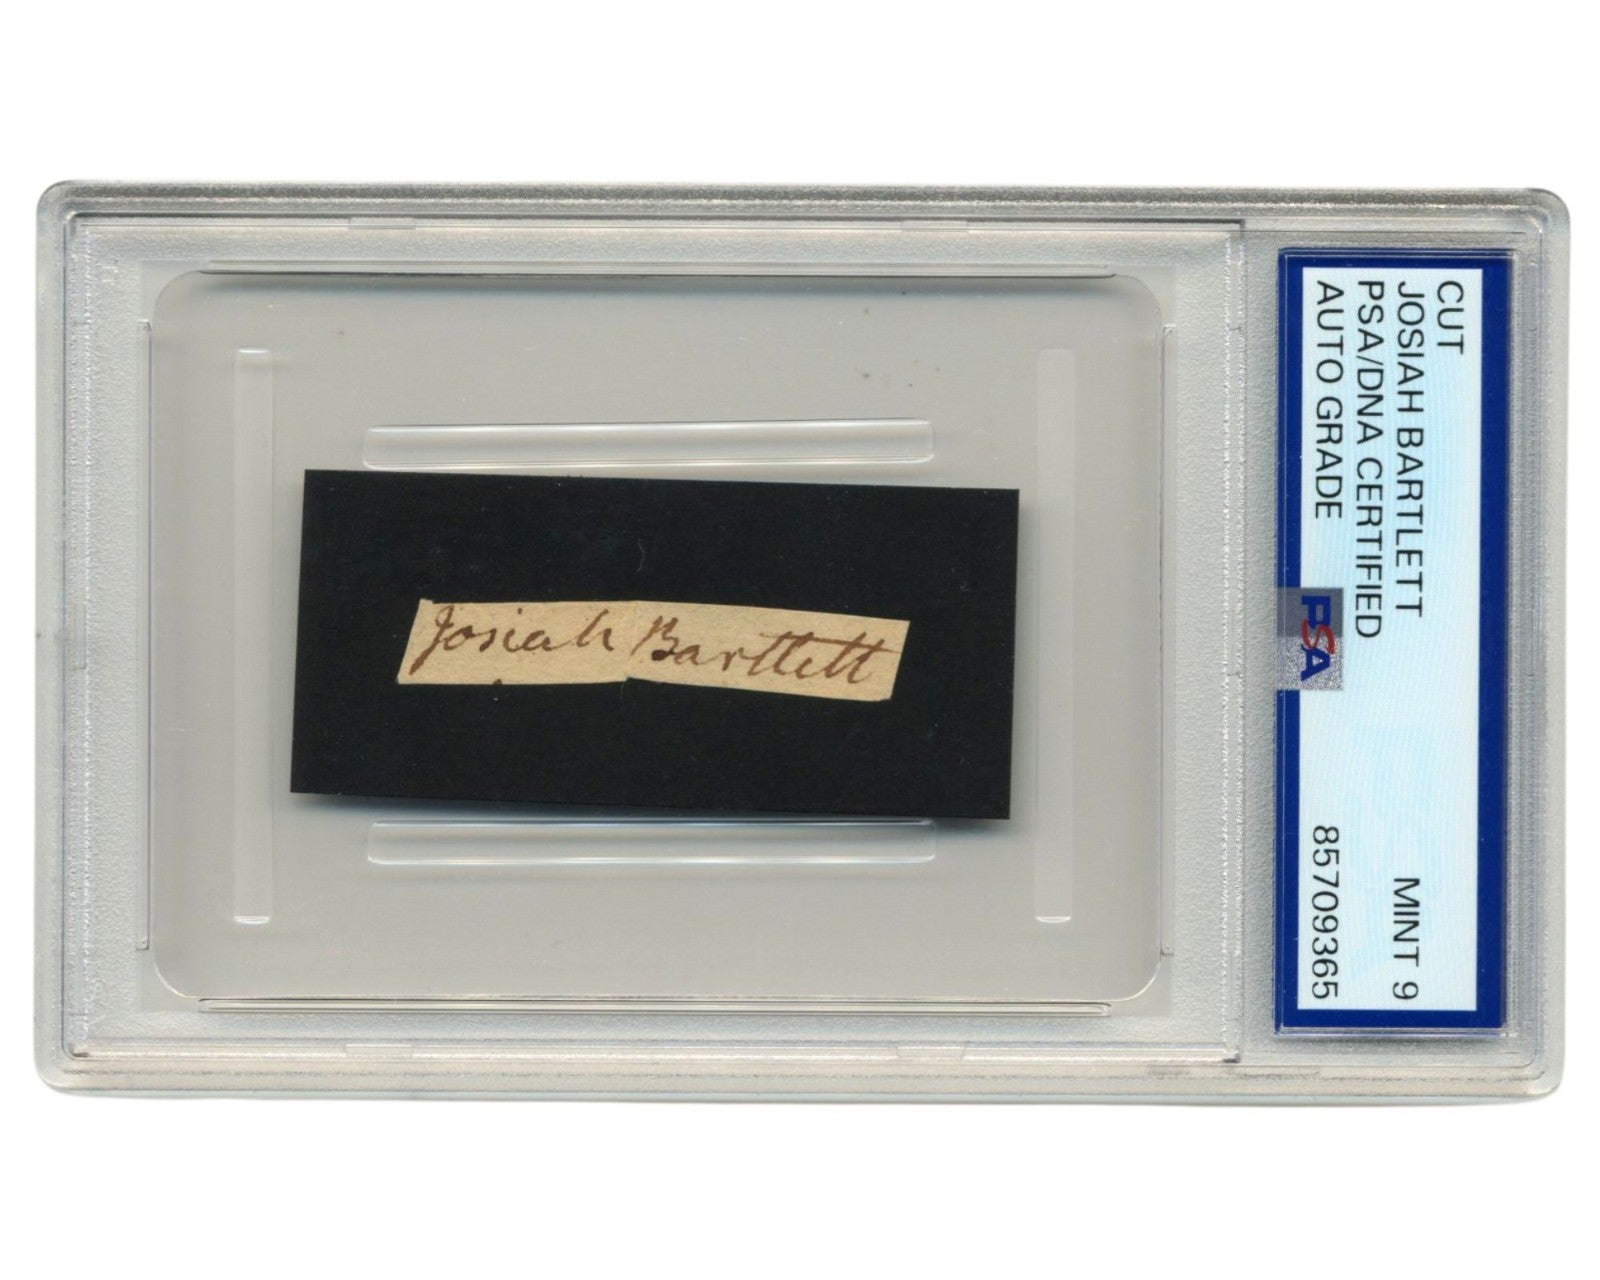 Josiah Bartlett
CUT
JOSIAH BARTLETT
PSA/DNA CERTIFIED MINT 9
AUTO GRADE 85709365
PSA